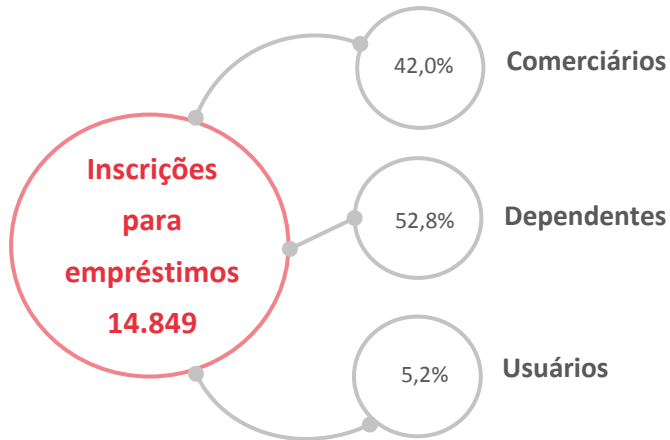 Inscrições
para
empréstimos
14.849
42,0%
Comerciários
52,8%
Dependentes
5,2%
Usuários